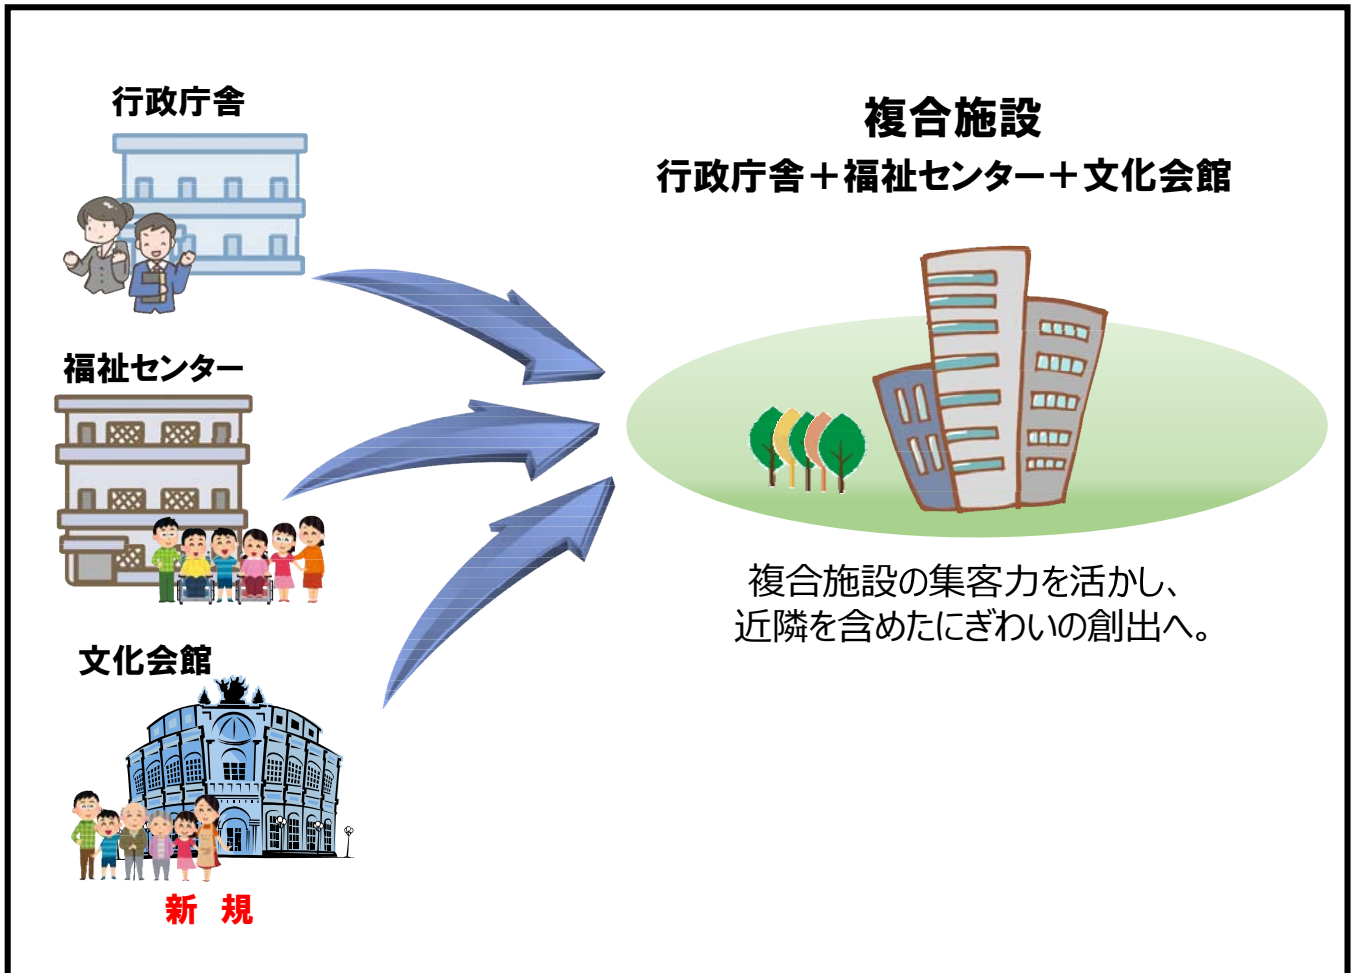 行政庁舎
福祉センター
文化会館
新　規
複合施設
行政庁舎＋福祉センター＋文化会館
複合施設の集客力を活かし、
近隣を含めたにぎわいの創出へ。